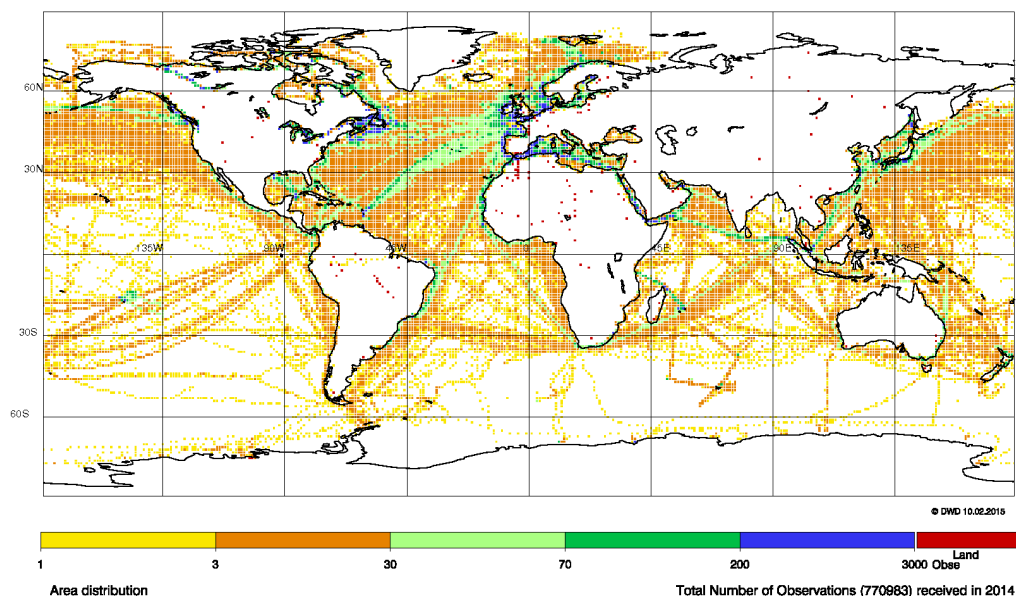 60N
30N
135W 90W 45W 45E 90E 135E
30S
60S
© DWD 10.02.2015
1 3 30 70 200 3000 Obse Land
Area distribution Total Number of Observations (770983) received in 2014